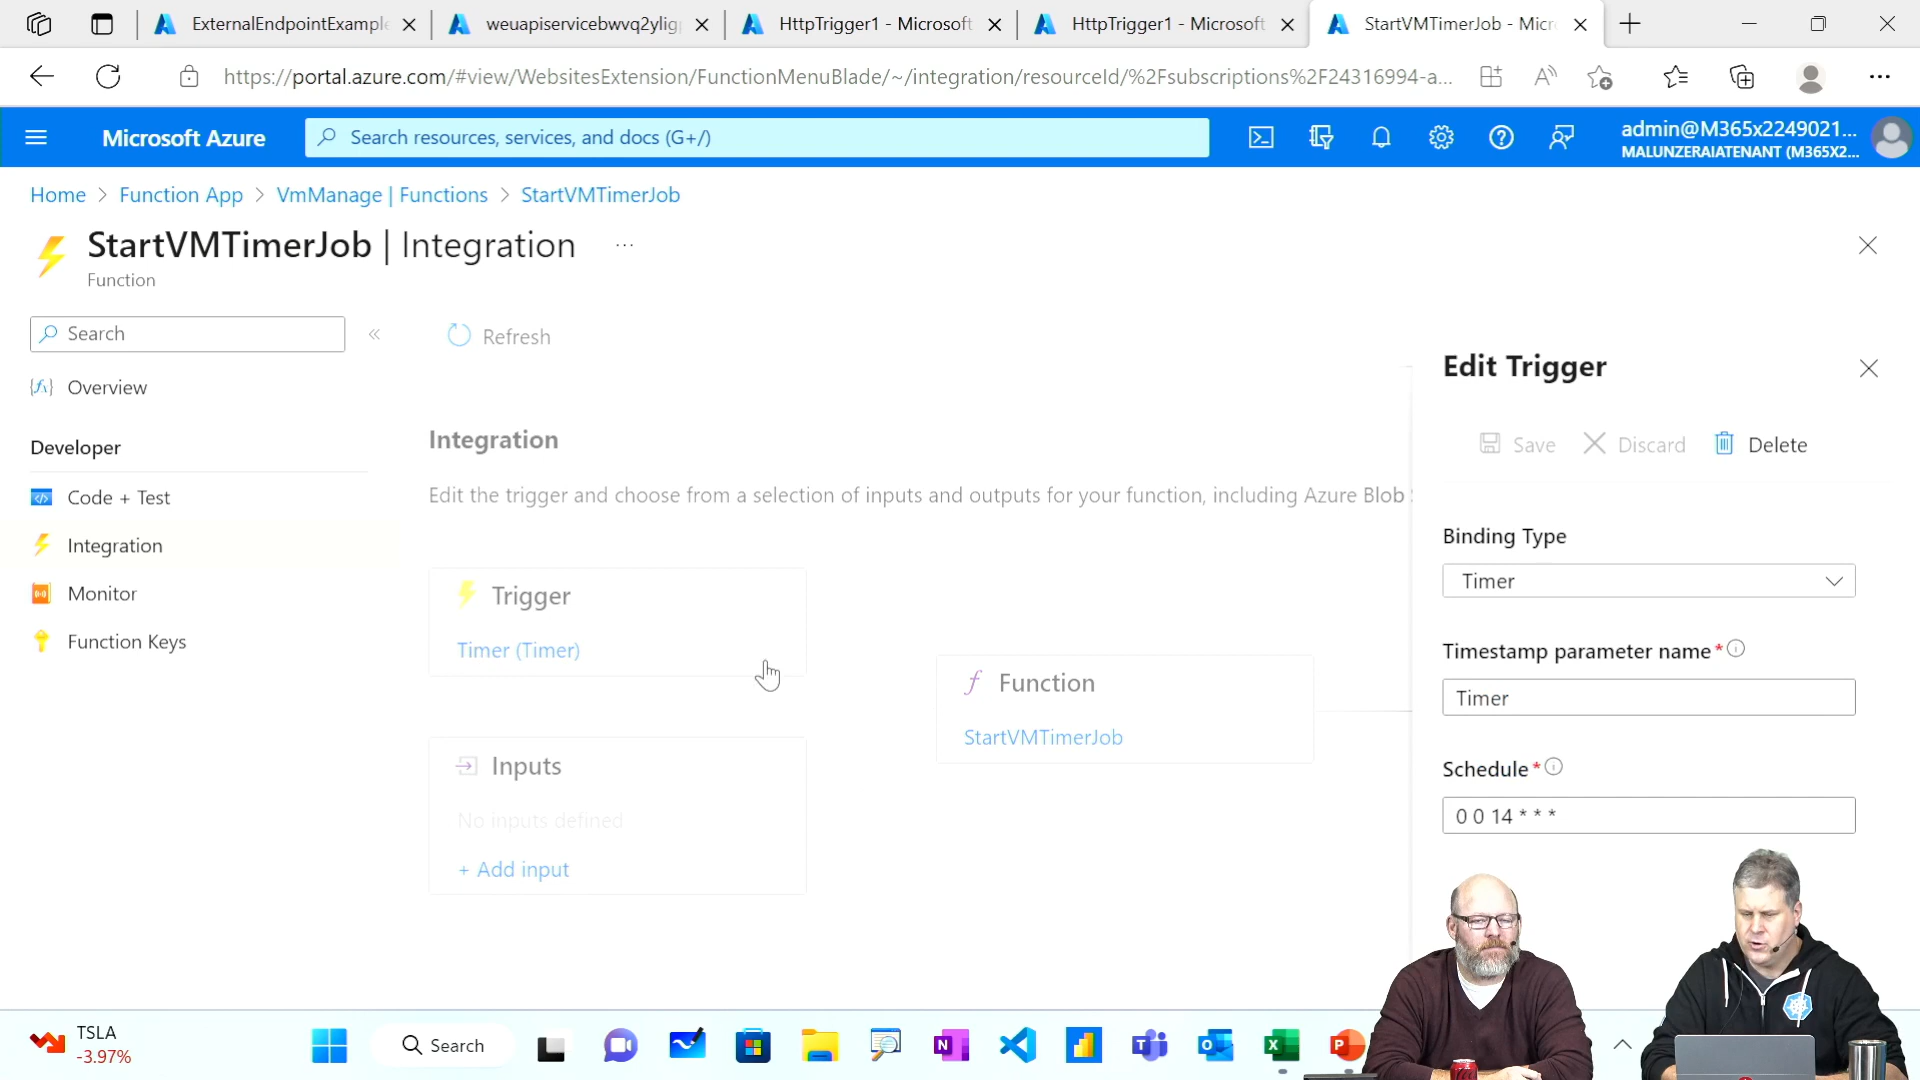 ExternalEndpointExample
weuapiservicebwvq2ylig
HttpTrigger1 - Microsoft
HttpTrigger1 - Microsoft
StartVMTimerJob - Micr
https://portal.azure.com/#view/WebsitesExtension/FunctionMenuBlade/~/integration/resourceId/%2Fsubscriptions%2F24316994-a...
Microsoft Azure
Search resources, services, and docs (G+/)
admin@M365x2249021...
MALUNZERAIATENANT (M365X2...
Home > Function App > VmManage | Functions > StartVMTimerJob
StartVMTimerJob | Integration ...
Function
Search
«
Refresh
Overview
Developer
Code + Test
Integration
Monitor
Function Keys
Integration
Edit the trigger and choose from a selection of inputs and outputs for your function, including Azure Blob
Trigger
Timer (Timer)
Inputs
No inputs defined
+ Add input
Function
StartVMTimerJob
Edit Trigger
Save
Discard
Delete
Binding Type
Timer
Timestamp parameter name *
Timer
Schedule *
0 0 14 * * *
TSLA
-3.97%
Search